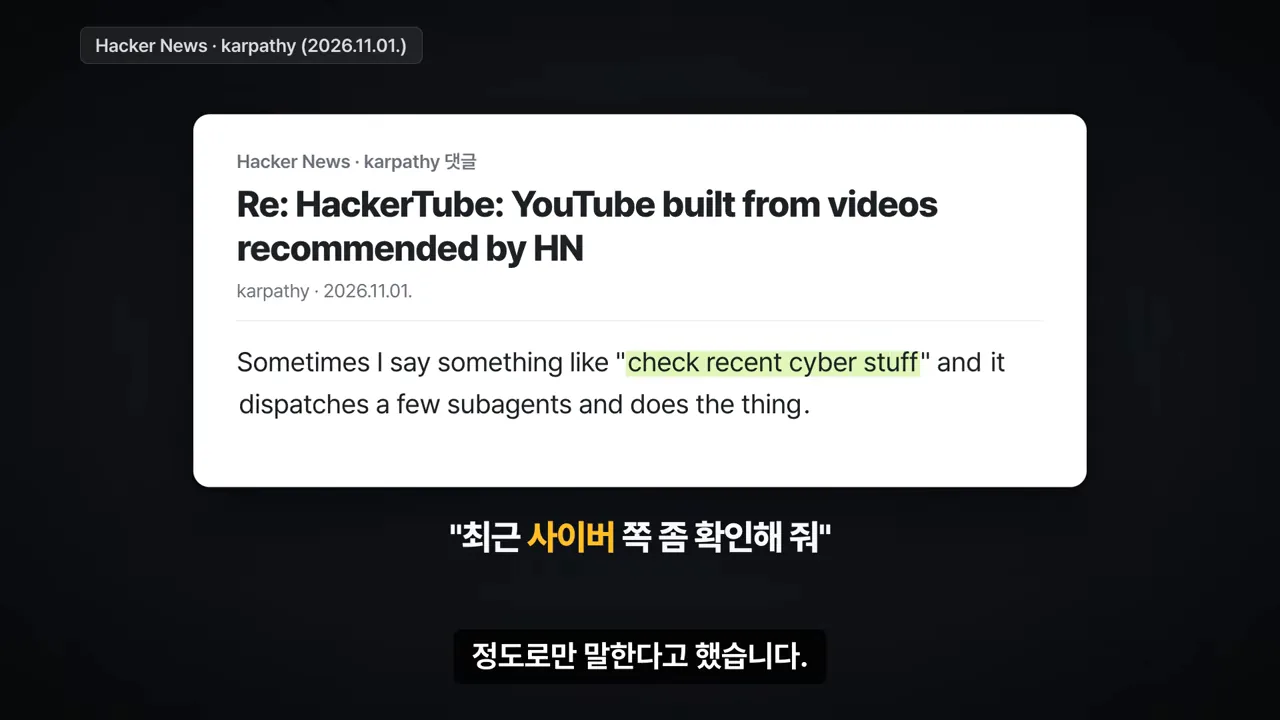 Hacker News · karpathy (2026.11.01.)
Hacker News · karpathy 댓글
Re: HackerTube: YouTube built from videos
recommended by HN
karpathy · 2026.11.01.
Sometimes I say something like "check recent cyber stuff" and it
dispatches a few subagents and does the thing.
"최근 사이버 쪽 좀 확인해 줘"
정도로만 말한다고 했습니다.